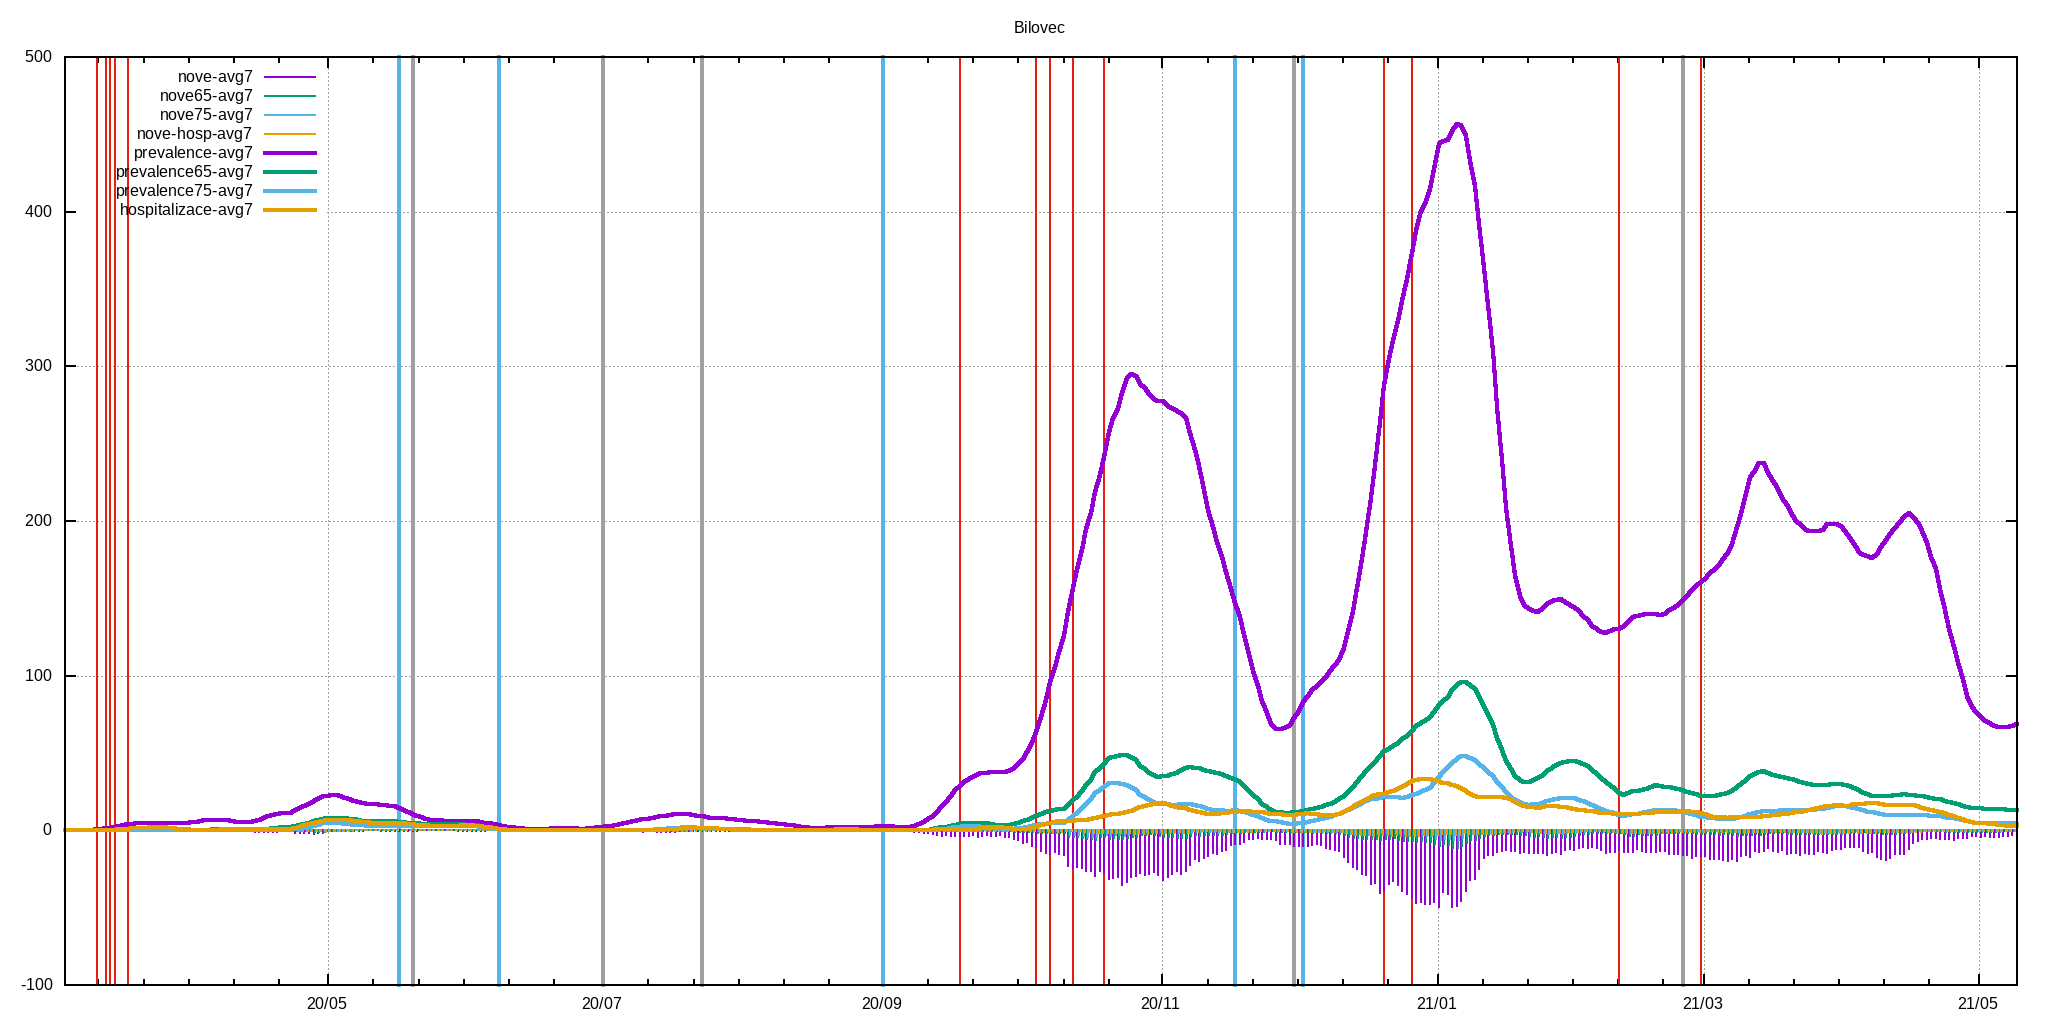 Bilovec
500
400
300
200
100
0
-100
nove-avg7
nove65-avg7
nove75-avg7
nove-hosp-avg7
prevalence-avg7
prevalence65-avg7
prevalence75-avg7
hospitalizace-avg7
20/05 20/07 20/09 20/11 21/01 21/03 21/05